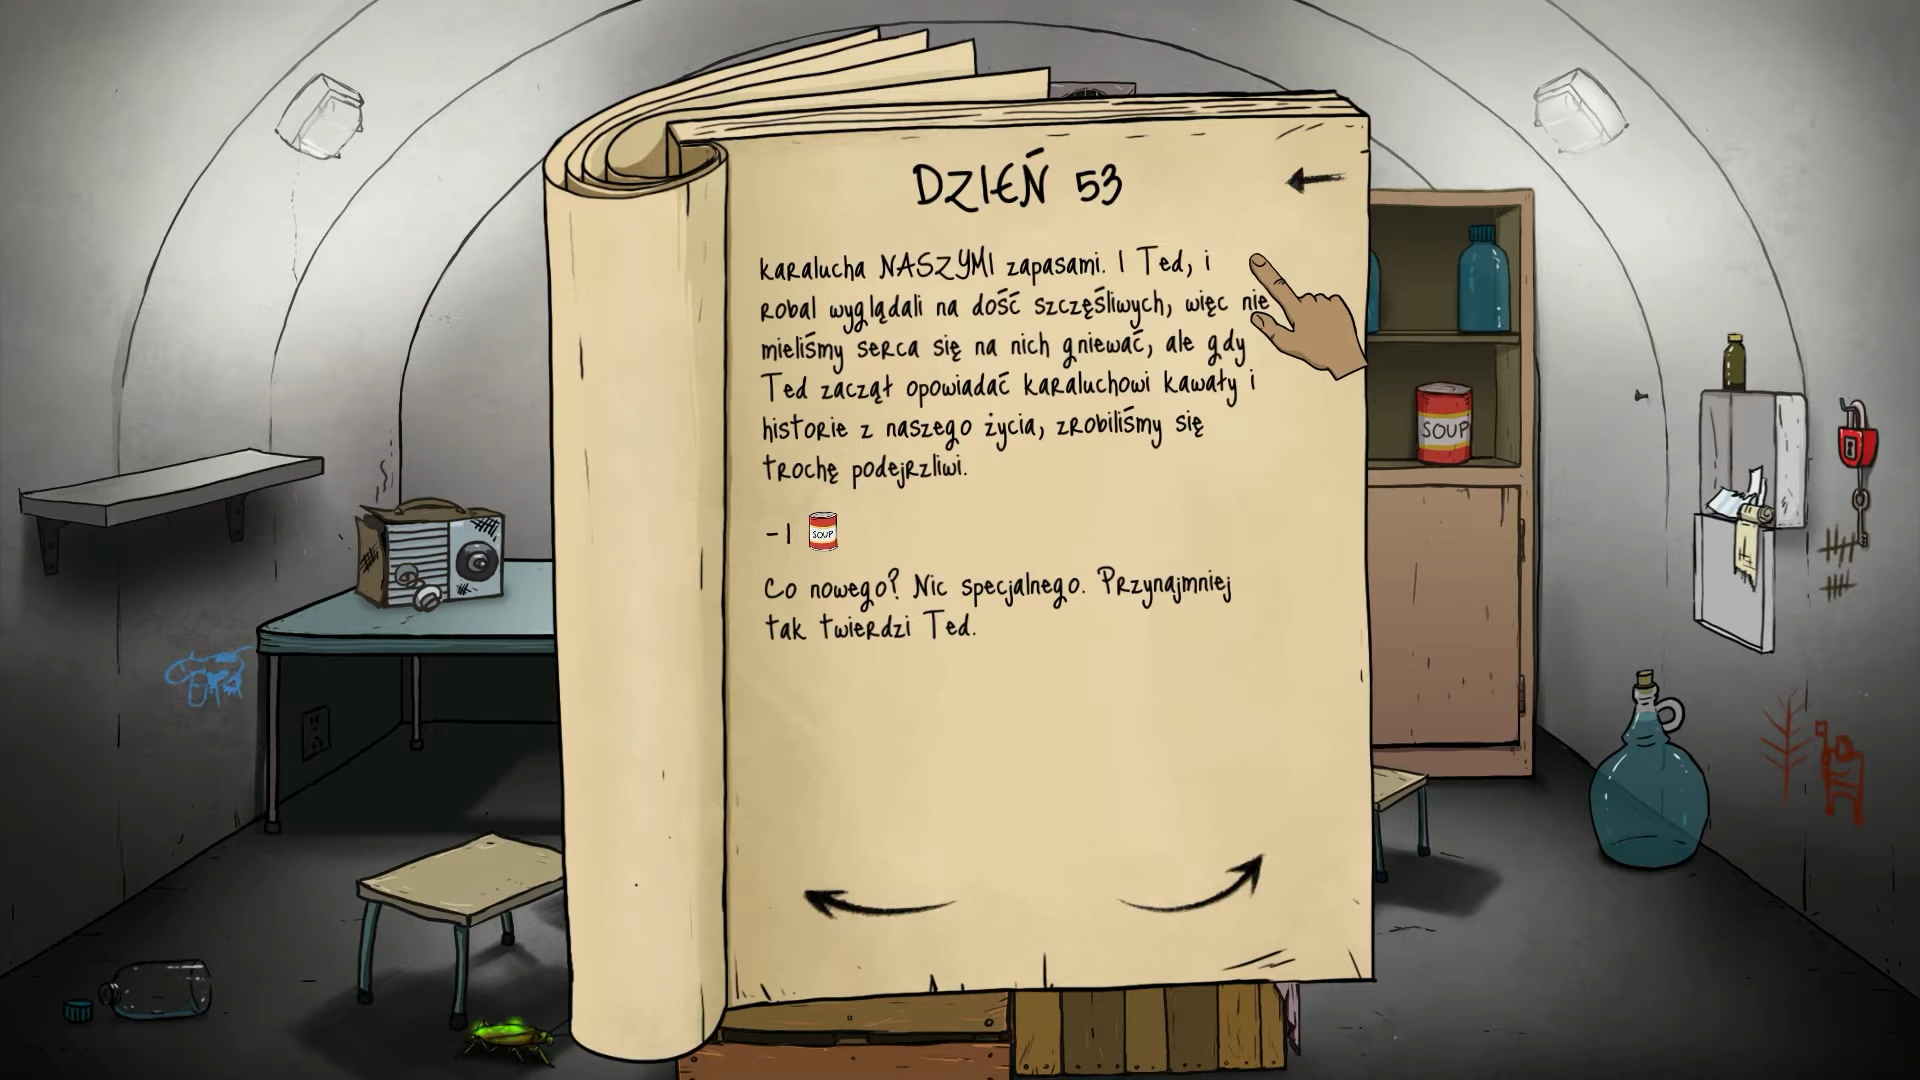 DZIEŃ 53
karalucha NASZYMI zapasami. I Ted, i
robal wyglądali na dość szczęśliwych, więc nie
mieliśmy serca się na nich gniewać, ale gdy
Ted zaczął opowiadać karaluchowi kawały i
historie z naszego życia, zrobiliśmy się
trochę podejrzliwi.
-1 SOUP
Co nowego? Nic specjalnego. Przynajmniej
tak twierdzi Ted.
SOUP